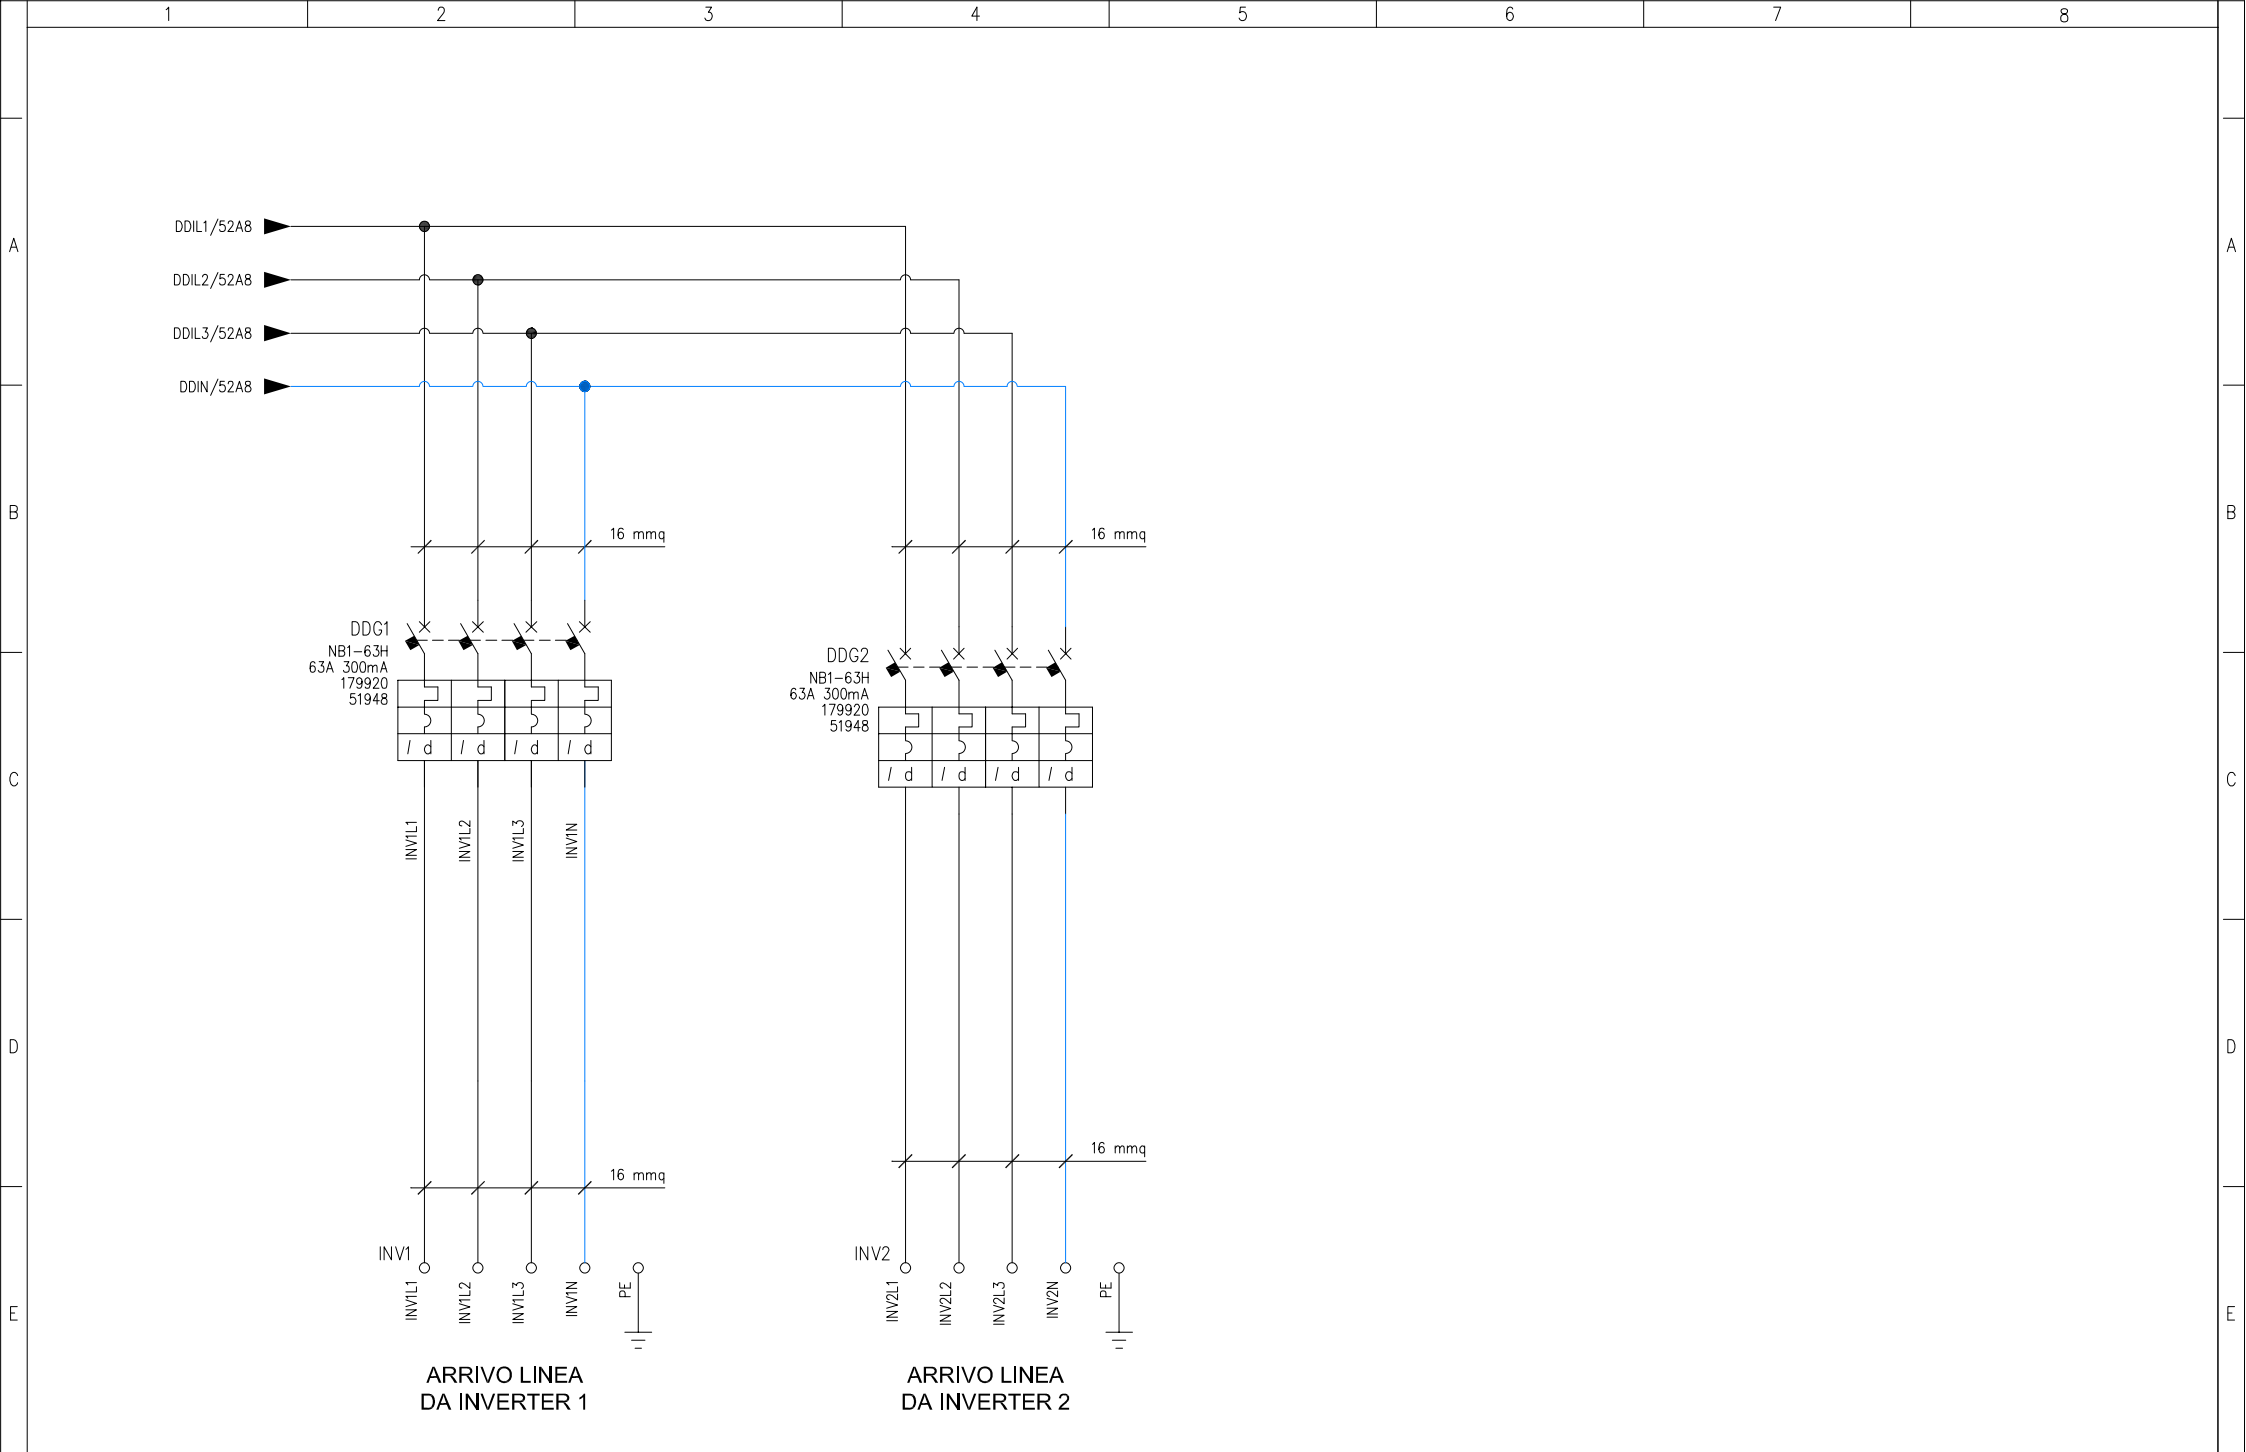 1 2 3 4 5 6 7 8
DDIL1/52A8
A A
DDIL2/52A8
DDIL3/52A8
DDIN/52A8
B B
16 mmq 16 mmq
DDG1
NB1-63H
63A 300mA
179920
51948
I d I d I d I d
DDG2
NB1-63H
63A 300mA
179920
51948
I d I d I d I d
C C
INV1L1 INV1L2 INV1L3 INV1N
D D
16 mmq
16 mmq
INV1
INV1L1 INV1L2 INV1L3 INV1N PE
INV2
INV2L1 INV2L2 INV2L3 INV2N PE
E E
ARRIVO LINEA
DA INVERTER 1
ARRIVO LINEA
DA INVERTER 2